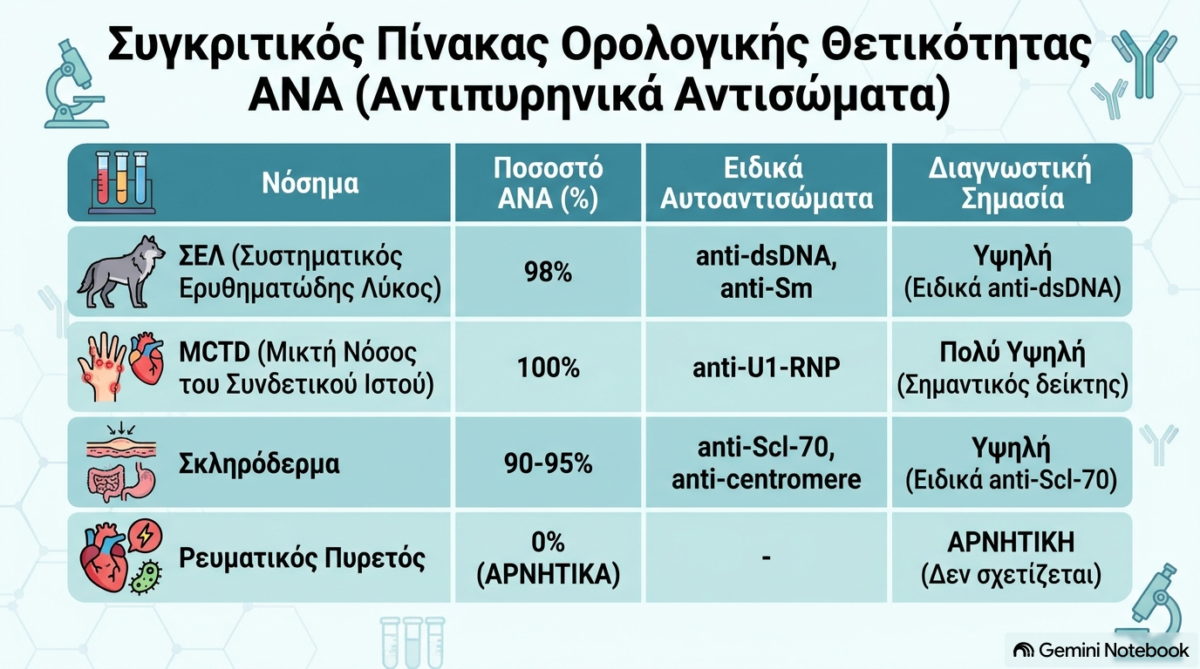 Συγκριτικός Πίνακας Ορολογικής Θετικότητας
ΑΝΑ (Αντιπυρηνικά Αντισώματα)
Νόσημα
Ποσοστό
ΑΝΑ (%)
Ειδικά
Αυτοαντισώματα
Διαγνωστική
Σημασία
ΣΕΛ (Συστηματικός
Ερυθηματώδης Λύκος)
98%
anti-dsDNA,
anti-Sm
Υψηλή
(Ειδικά anti-dsDNA)
MCTD (Μικτή Νόσος
του Συνδετικού Ιστού)
100%
anti-U1-RNP
Πολύ Υψηλή
(Σημαντικός δείκτης)
Σκληρόδερμα
90-95%
anti-Scl-70,
anti-centromere
Υψηλή
(Ειδικά anti-Scl-70)
Ρευματικός Πυρετός
0%
(ΑΡΝΗΤΙΚΑ)
-
ΑΡΝΗΤΙΚΗ
(Δεν σχετίζεται)
Gemini Notebook